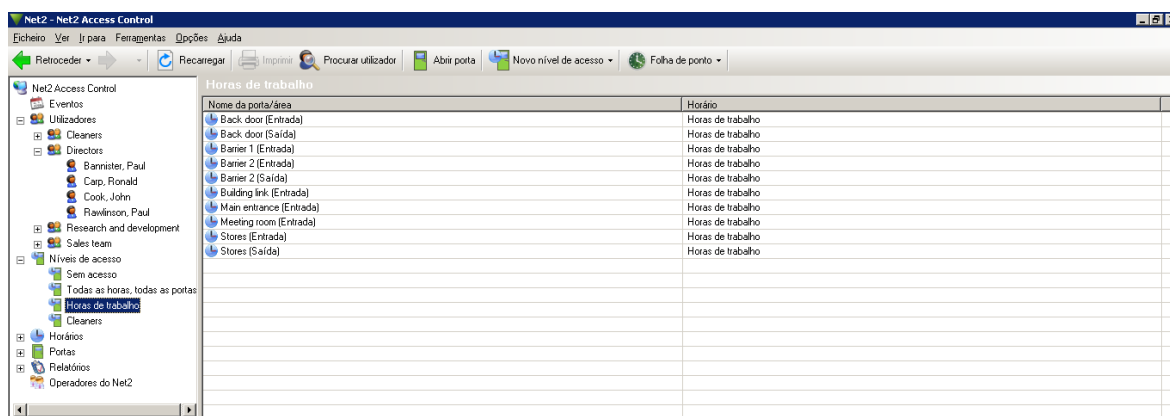 Net2 - Net2 Access Control
Ficheiro Ver Ir para Ferramentas Opções Ajuda
Retroceder Recarregar Imprimir Procurar utilizador Abrir porta Novo nível de acesso Folha de ponto
Net2 Access Control
Eventos
Utilizadores
Cleaners
Directors
Bannister, Paul
Carp, Ronald
Cook, John
Rawlinson, Paul
Research and development
Sales team
Níveis de acesso
Sem acesso
Todas as horas, todas as portas
Horas de trabalho
Cleaners
Horários
Portas
Relatórios
Operadores do Net2
Horas de trabalho
Nome da porta/área Horário
Back door (Entrada) Horas de trabalho
Back door (Saída) Horas de trabalho
Barrier 1 (Entrada) Horas de trabalho
Barrier 2 (Entrada) Horas de trabalho
Barrier 2 (Saída) Horas de trabalho
Building link (Entrada) Horas de trabalho
Main entrance (Entrada) Horas de trabalho
Meeting room (Entrada) Horas de trabalho
Stores (Entrada) Horas de trabalho
Stores (Saída) Horas de trabalho